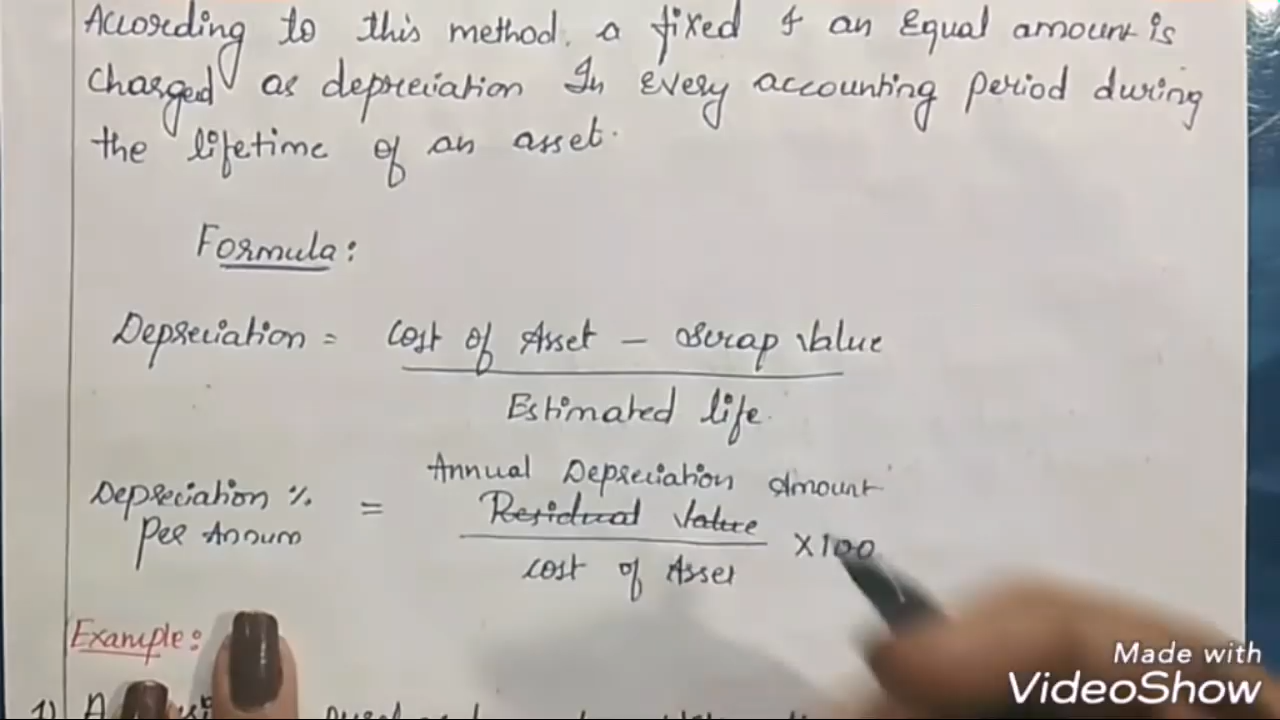 According to this method, a fixed & an Equal amount is
charged as depreciation In every accounting period during
the lifetime of an asset.
Formula:
Depreciation = Cost of Asset - Scrap Value
Estimated life.
Annual Depreciation Amount
Depreciation % Per Annum = Residual Value
Cost of Asset ×100
Example:
1)
Made with
VideoShow